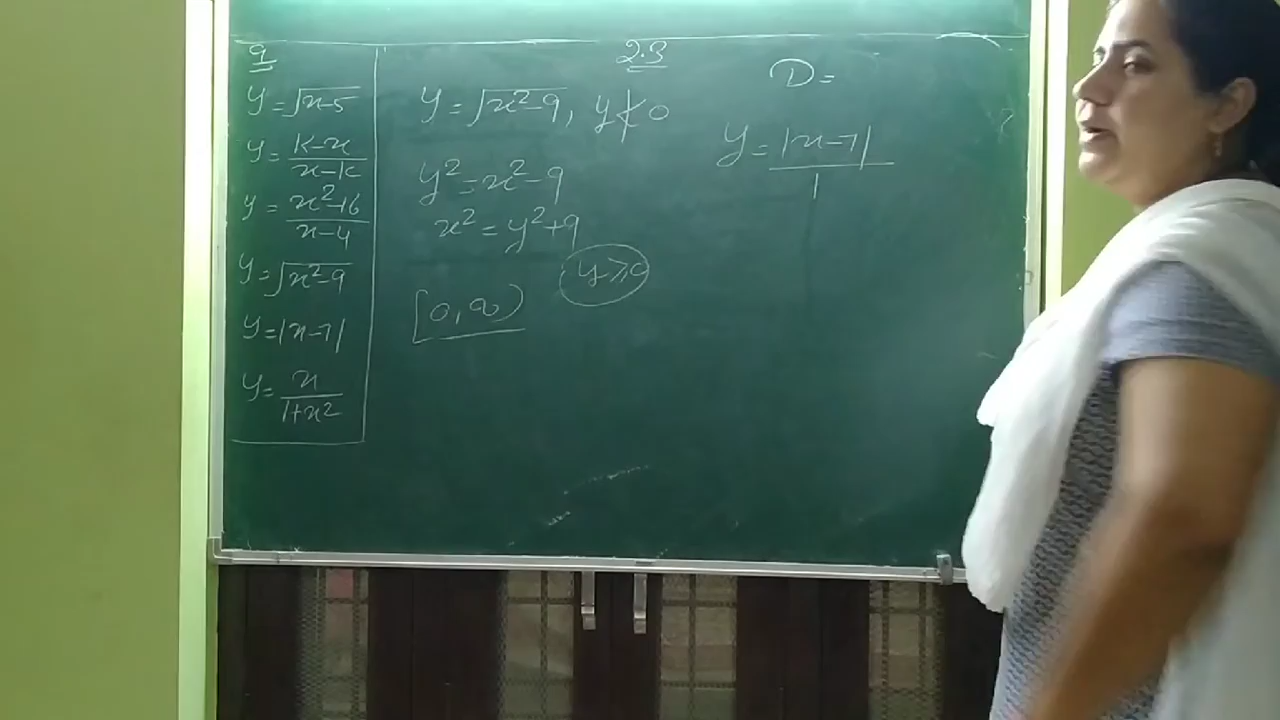 9
y = √x-5
y = k-x / x-k
y = x²-16 / x-4
y = √x²-9
y = |x-7|
y = x / 1+x²
2.3
y = √x²-9, y ≮ 0
y² = x²-9
x² = y²+9
y ≥ 0
[0, ∞)
D =
y = |x-7| / 1